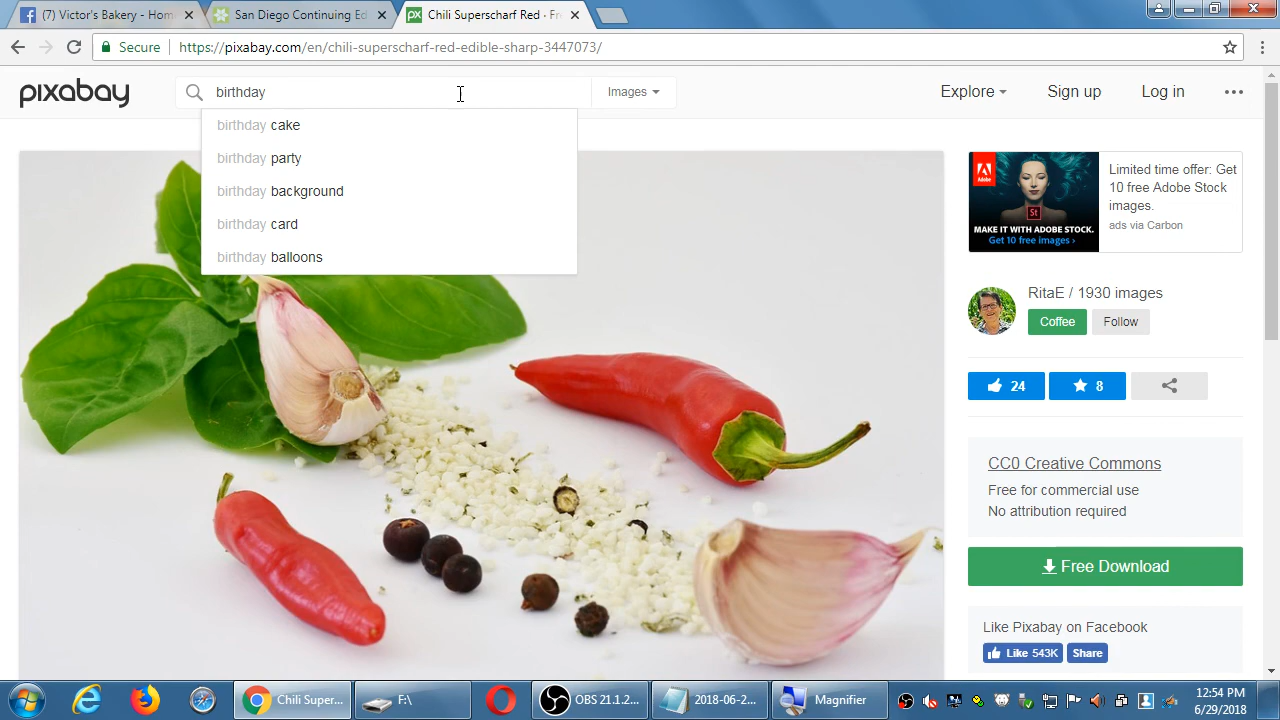 (7) Victor's Bakery - Home
San Diego Continuing Ed
Chili Superscharf Red · Fre
Secure
https://pixabay.com/en/chili-superscharf-red-edible-sharp-3447073/
pixabay
birthday
Images
Explore
Sign up
Log in
birthday cake
birthday party
birthday background
birthday card
birthday balloons
Adobe
St
MAKE IT WITH ADOBE STOCK.
Get 10 free images ›
Limited time offer: Get
10 free Adobe Stock
images.
ads via Carbon
RitaE / 1930 images
Coffee
Follow
24
8
CC0 Creative Commons
Free for commercial use
No attribution required
Free Download
Like Pixabay on Facebook
Like 543K
Share
Chili Super...
F:\
OBS 21.1.2...
2018-06-2...
Magnifier
12:54 PM
6/29/2018